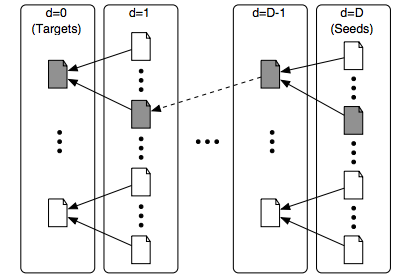 d=0
(Targets)
d=1
d=D-1
d=D
(Seeds)